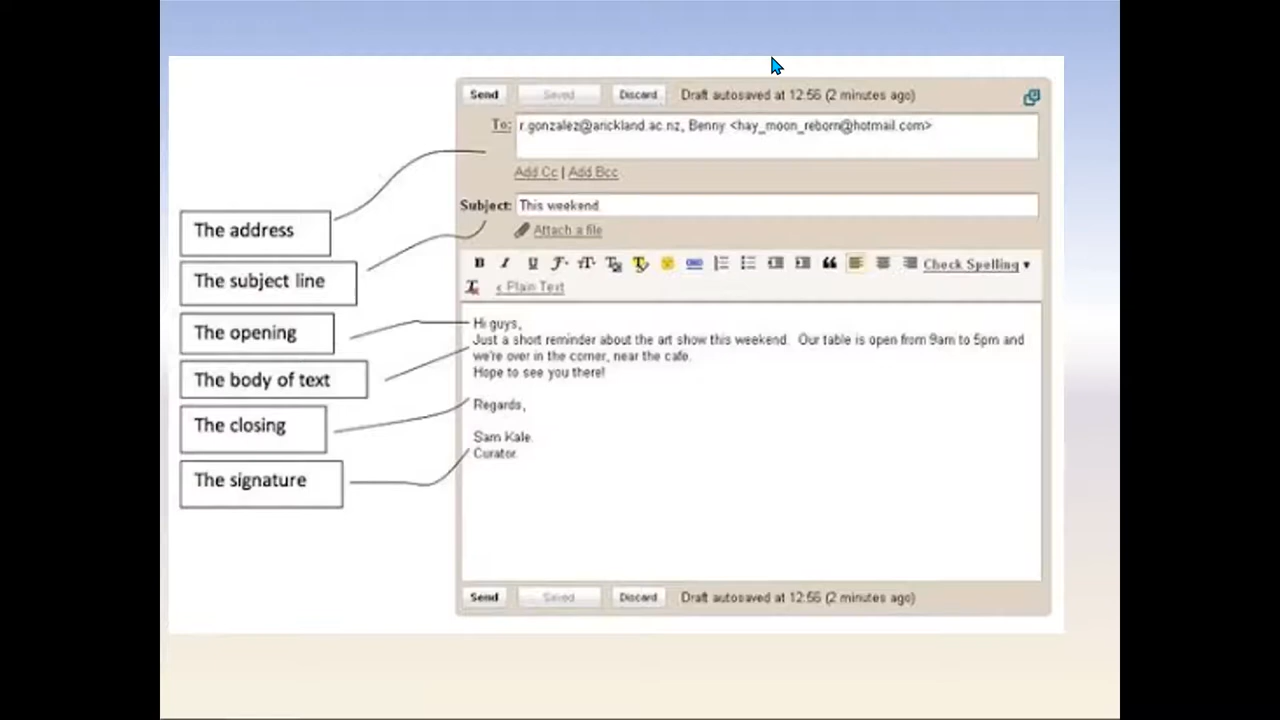 Send Saved Discard Draft autosaved at 12:56 (2 minutes ago)
To: r.gonzalez@arickland.ac.nz, Benny <hay_moon_reborn@hotmail.com>
Add Cc | Add Bcc
Subject: This weekend
Attach a file
The address
The subject line
The opening
The body of text
The closing
The signature
B I U Check Spelling ▾
‹ Plain Text
Hi guys,
Just a short reminder about the art show this weekend. Our table is open from 9am to 5pm and
we're over in the corner, near the cafe.
Hope to see you there!
Regards,
Sam Kale.
Curator.
Send Saved Discard Draft autosaved at 12:56 (2 minutes ago)